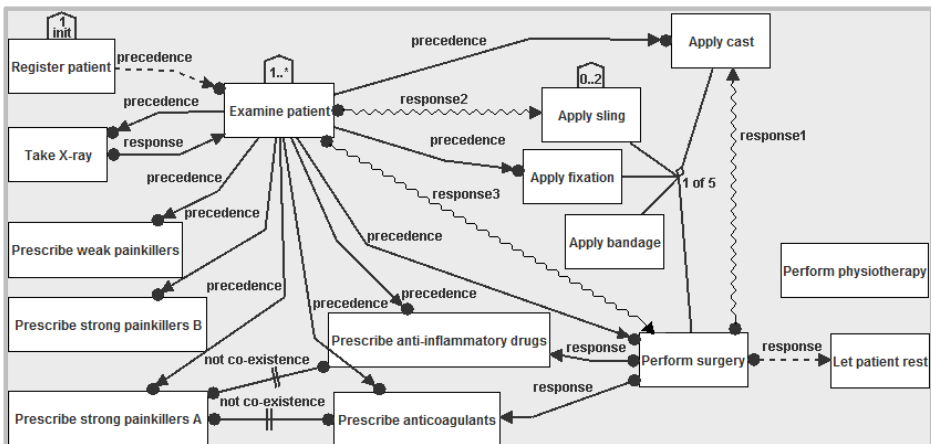 1
init
Register patient
precedence
1..*
Examine patient
precedence
Apply cast
0..2
response2
Apply sling
response1
precedence
Take X-ray
response
precedence
Apply fixation
1 of 5
precedence
response3
precedence
Prescribe weak painkillers
precedence
Apply bandage
Perform physiotherapy
precedence
Prescribe strong painkillers B
precedence
Prescribe anti-inflammatory drugs
response
Perform surgery
response
Let patient rest
not co-existence
response
not co-existence
Prescribe strong painkillers A
Prescribe anticoagulants